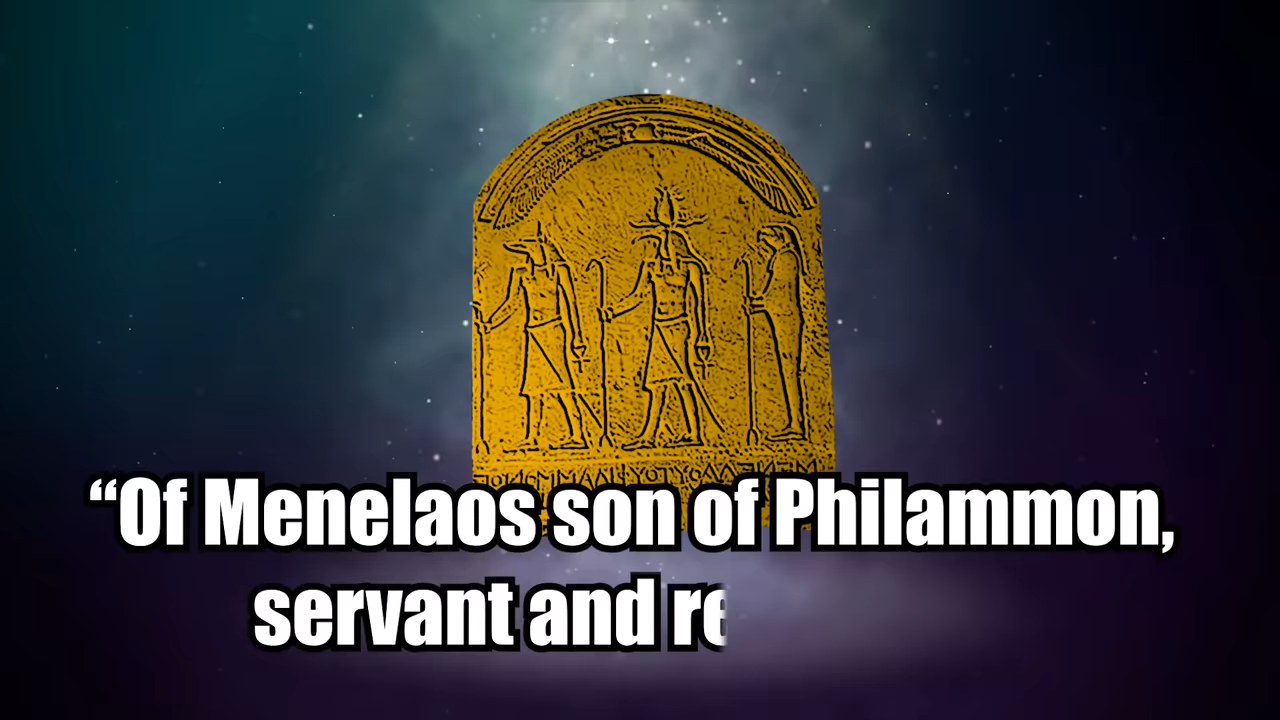 “Of Menelaos son of Philammon,
servant and re